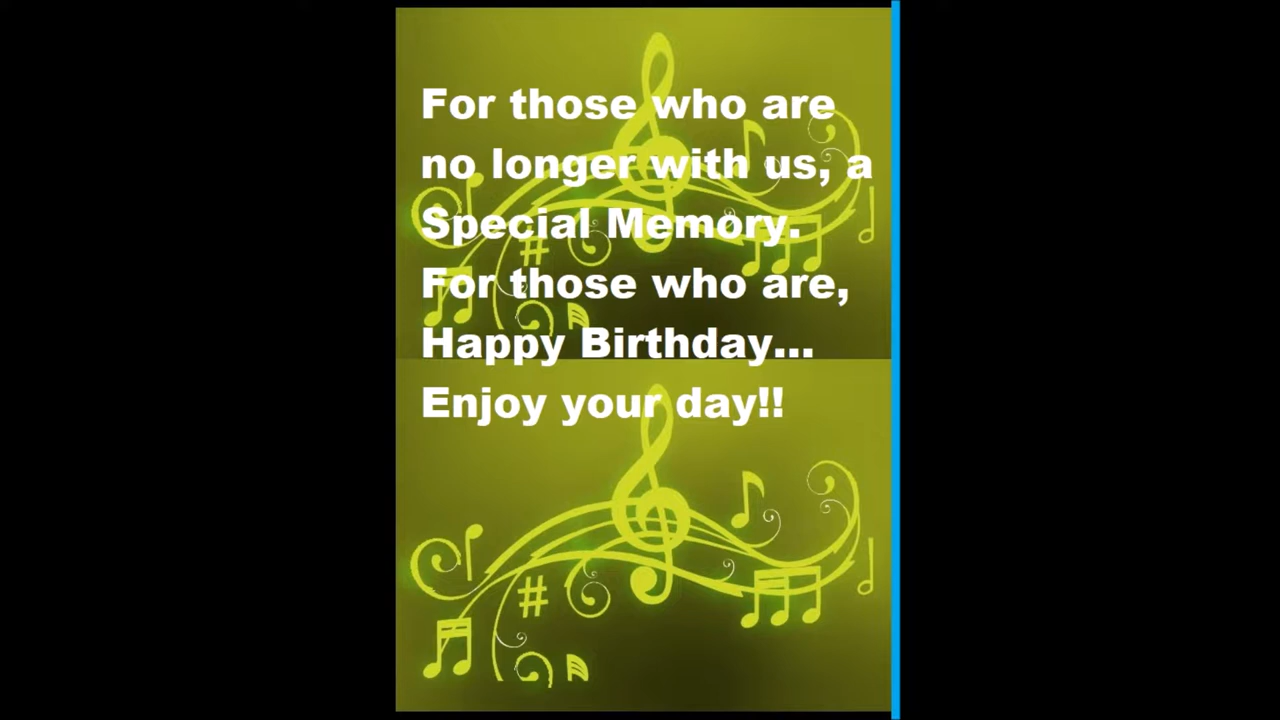 For those who are
no longer with us, a
Special Memory.
For those who are,
Happy Birthday...
Enjoy your day!!